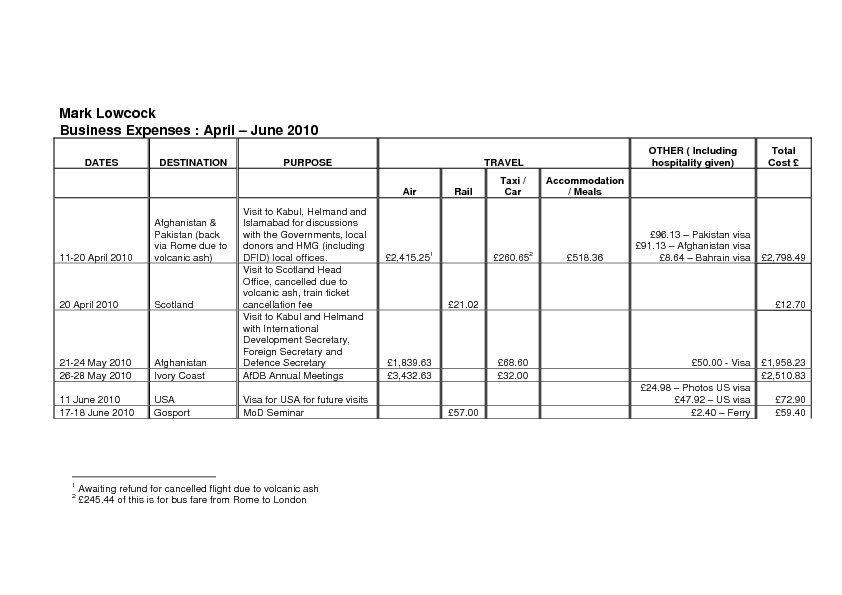 Mark Lowcock
Business Expenses : April – June 2010
DATES DESTINATION PURPOSE TRAVEL OTHER ( Including hospitality given) Total Cost £
Air Rail Taxi / Car Accommodation / Meals
11-20 April 2010 Afghanistan & Pakistan (back via Rome due to volcanic ash) Visit to Kabul, Helmand and Islamabad for discussions with the Governments, local donors and HMG (including DFID) local offices. £2,415.25¹ £260.65² £518.36 £96.13 – Pakistan visa £91.13 – Afghanistan visa £8.64 – Bahrain visa £2,798.49
20 April 2010 Scotland Visit to Scotland Head Office, cancelled due to volcanic ash, train ticket cancellation fee £21.02 £12.70
21-24 May 2010 Afghanistan Visit to Kabul and Helmand with International Development Secretary, Foreign Secretary and Defence Secretary £1,839.63 £68.60 £50.00 - Visa £1,958.23
26-28 May 2010 Ivory Coast AfDB Annual Meetings £3,432.63 £32.00 £2,510.83
11 June 2010 USA Visa for USA for future visits £24.98 – Photos US visa £47.92 – US visa £72.90
17-18 June 2010 Gosport MoD Seminar £57.00 £2.40 – Ferry £59.40
¹ Awaiting refund for cancelled flight due to volcanic ash
² £245.44 of this is for bus fare from Rome to London